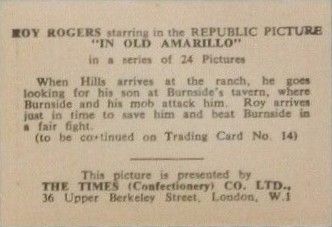 ROY ROGERS starring in the REPUBLIC PICTURE
"IN OLD AMARILLO"
in a series of 24 Pictures
When Hills arrives at the ranch, he goes
looking for his son at Burnside's tavern, where
Burnside and his mob attack him. Roy arrives
just in time to save him and beat Burnside in
a fair fight.
(to be continued on Trading Card No. 14)
This picture is presented by
THE TIMES (Confectionery) CO. LTD.,
36 Upper Berkeley Street, London, W.1